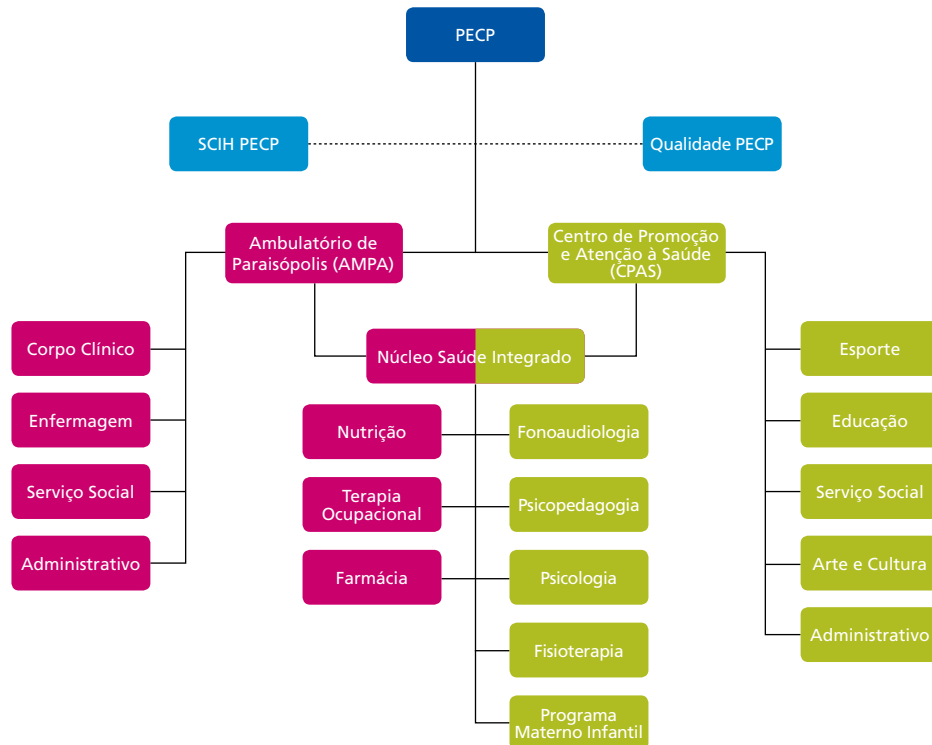 PECP
SCIH PECP
Qualidade PECP
Ambulatório de
Paraisópolis (AMPA)
Centro de Promoção
e Atenção à Saúde
(CPAS)
Núcleo Saúde Integrado
Corpo Clínico
Enfermagem
Serviço Social
Administrativo
Nutrição
Terapia
Ocupacional
Farmácia
Fonoaudiologia
Psicopedagogia
Psicologia
Fisioterapia
Programa
Materno Infantil
Esporte
Educação
Serviço Social
Arte e Cultura
Administrativo